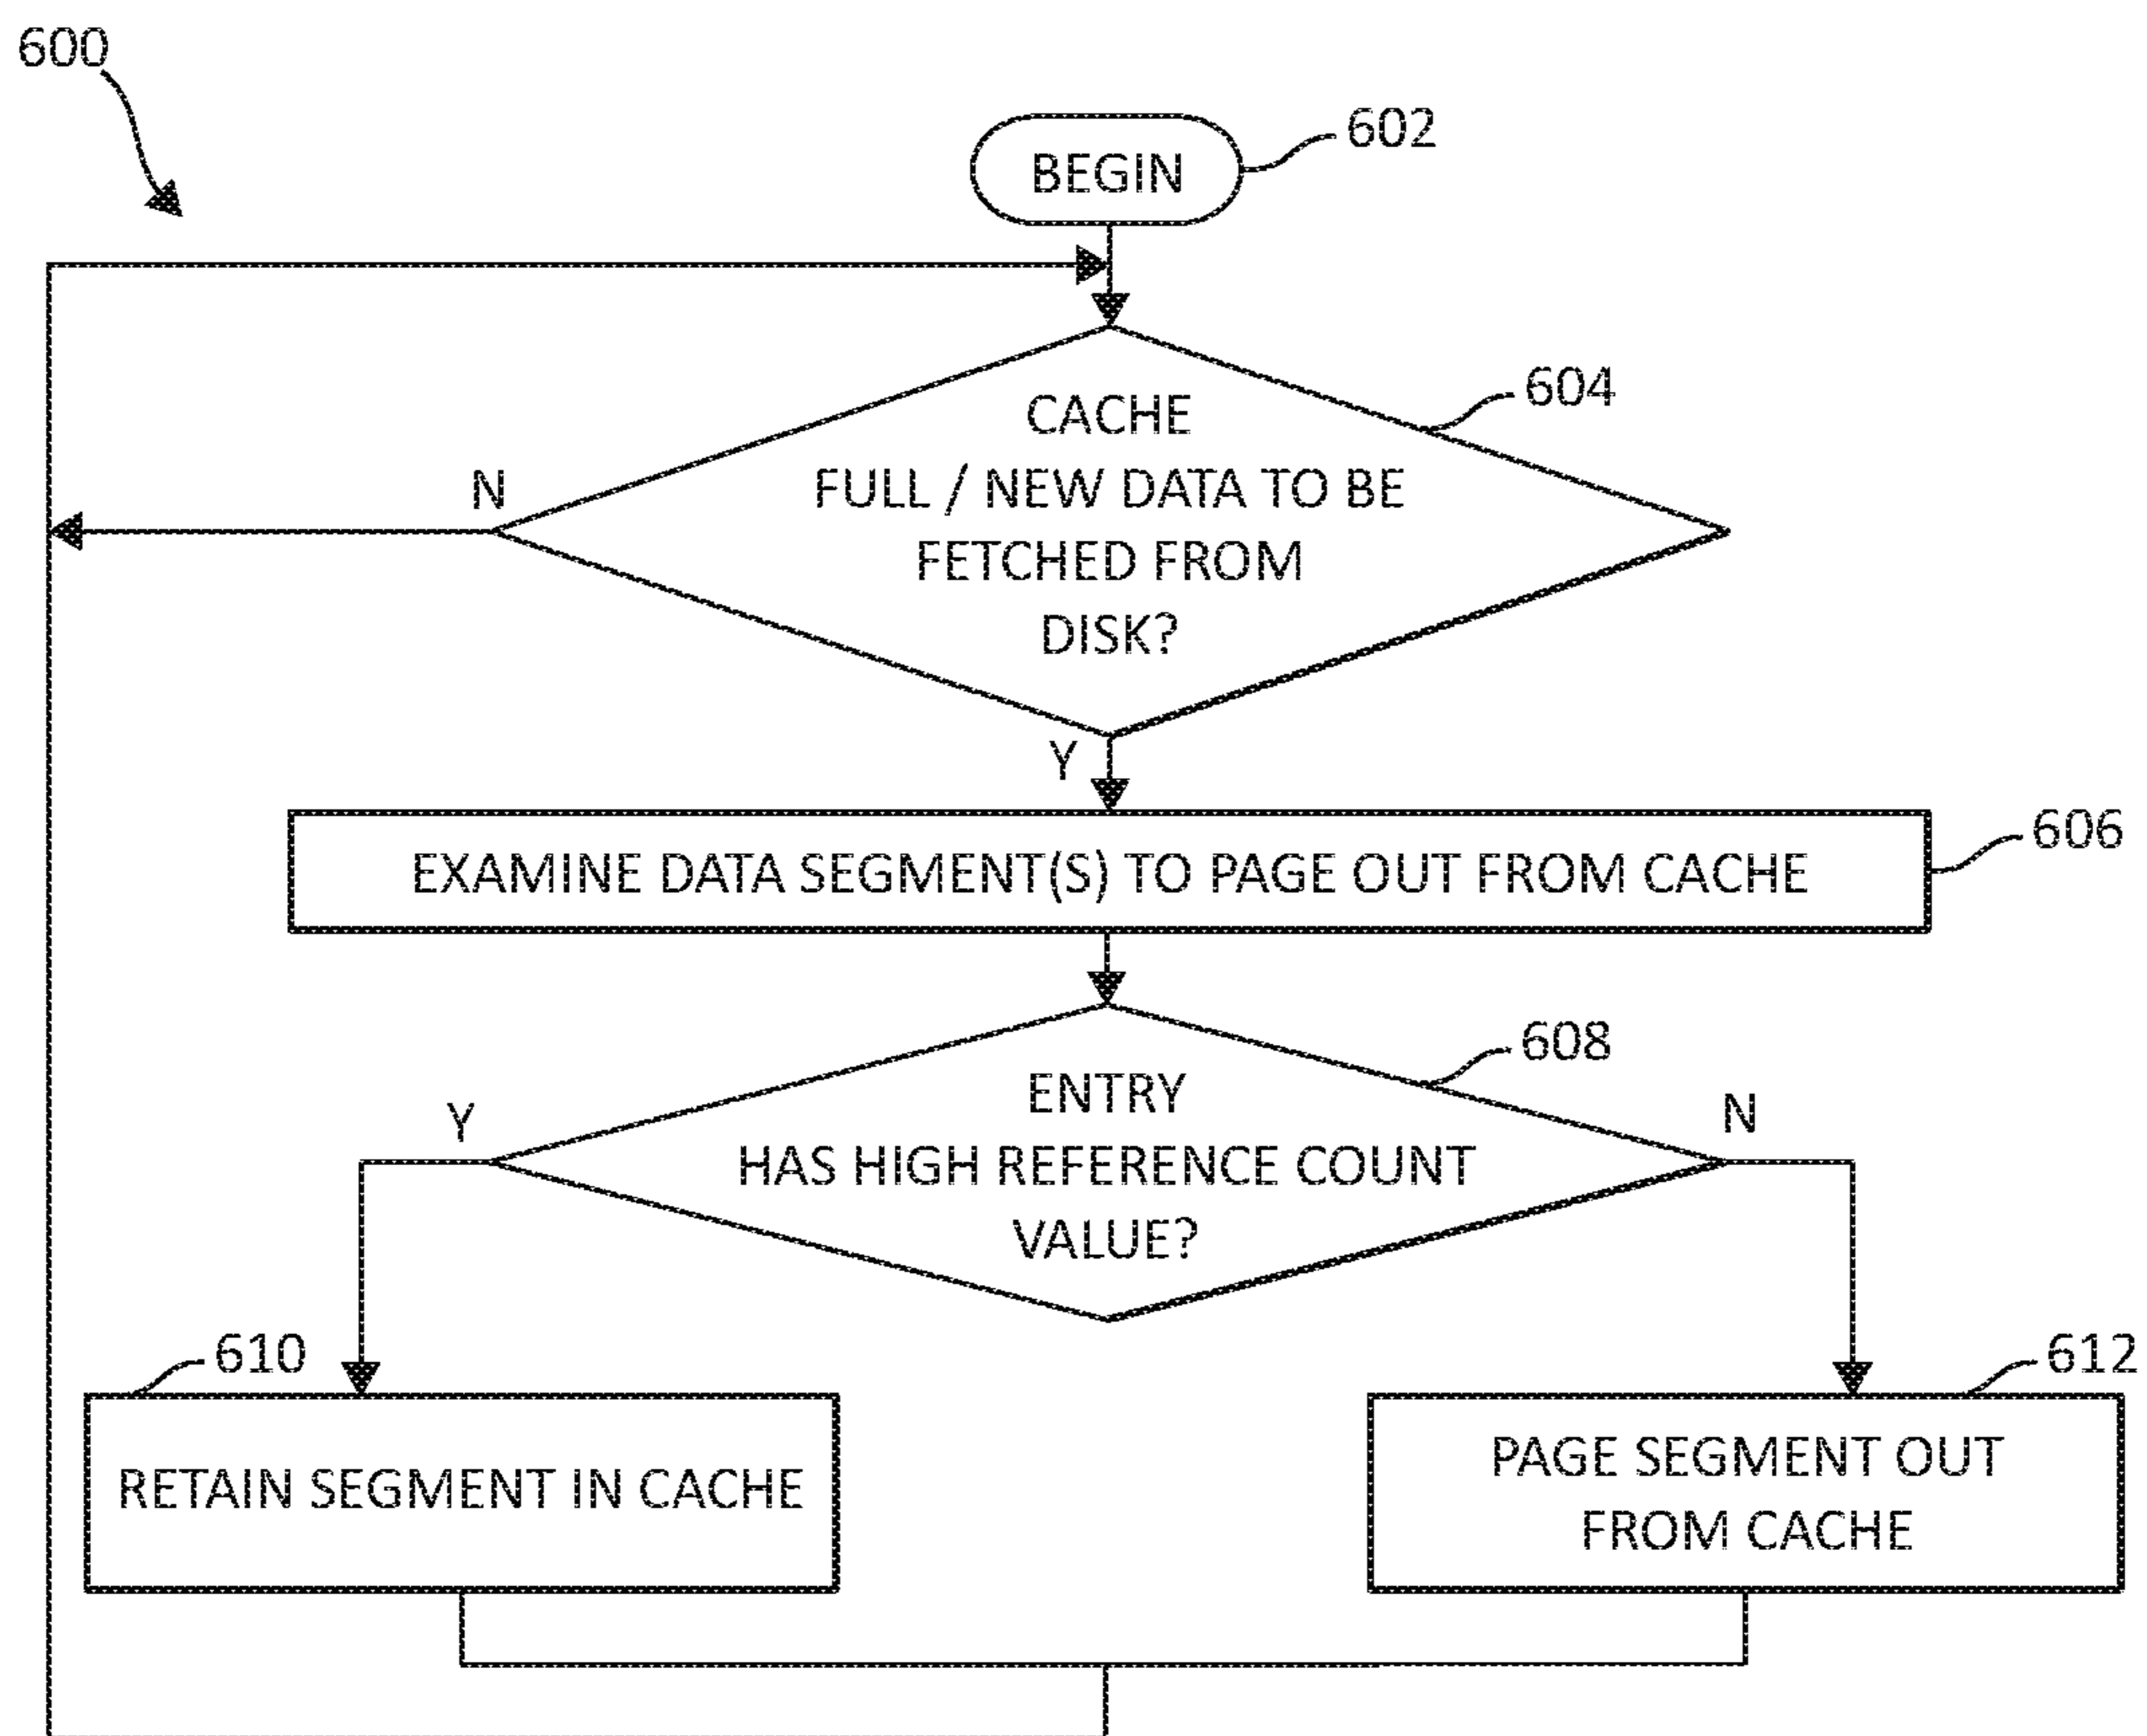 600
BEGIN
602
CACHE
FULL / NEW DATA TO BE
FETCHED FROM
DISK?
604
N
Y
EXAMINE DATA SEGMENT(S) TO PAGE OUT FROM CACHE
606
ENTRY
HAS HIGH REFERENCE COUNT
VALUE?
608
Y
N
610
RETAIN SEGMENT IN CACHE
612
PAGE SEGMENT OUT
FROM CACHE